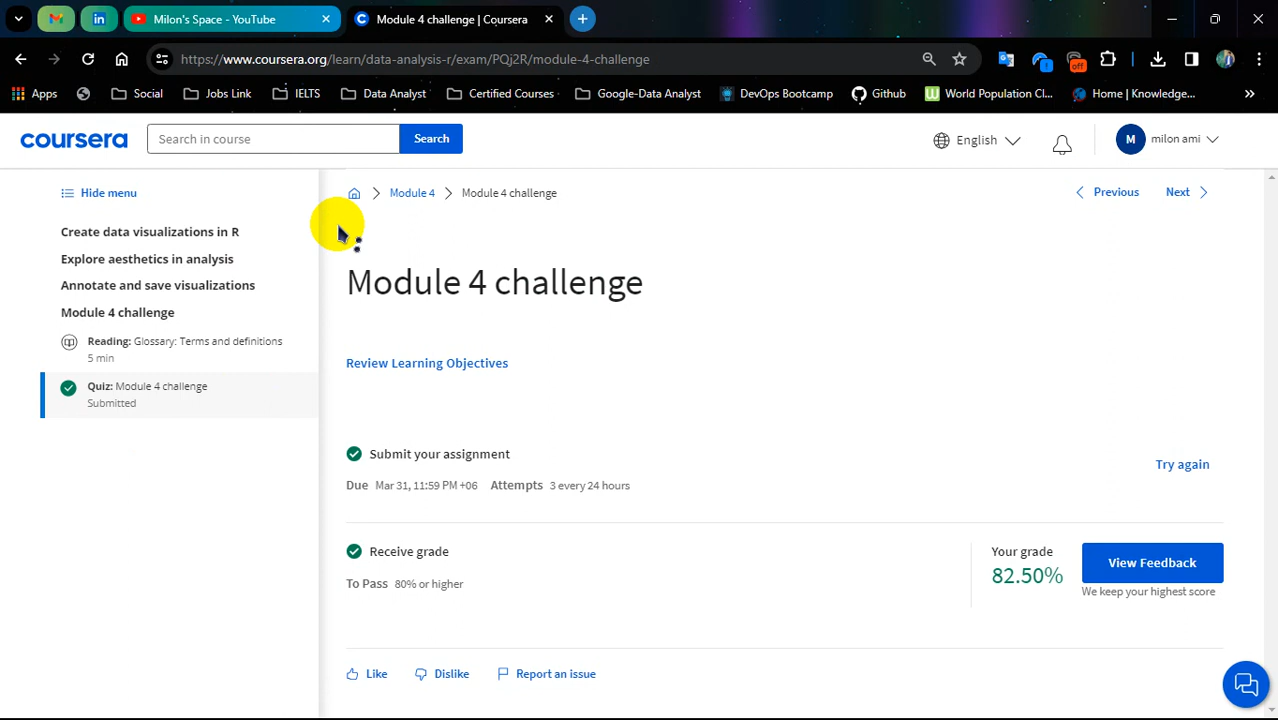 Milon's Space - YouTube
Module 4 challenge | Coursera
https://www.coursera.org/learn/data-analysis-r/exam/PQj2R/module-4-challenge
off
Apps
Social
Jobs Link
IELTS
Data Analyst
Certified Courses
Google-Data Analyst
DevOps Bootcamp
Github
World Population Cl...
Home | Knowledge...
coursera
Search in course
Search
English
M
milon ami
Hide menu
Module 4
Module 4 challenge
Previous
Next
Create data visualizations in R
Explore aesthetics in analysis
Annotate and save visualizations
Module 4 challenge
Reading: Glossary: Terms and definitions
5 min
Quiz: Module 4 challenge
Submitted
Module 4 challenge
Review Learning Objectives
Submit your assignment
Due Mar 31, 11:59 PM +06 Attempts 3 every 24 hours
Try again
Receive grade
To Pass 80% or higher
Your grade
82.50%
View Feedback
We keep your highest score
Like
Dislike
Report an issue